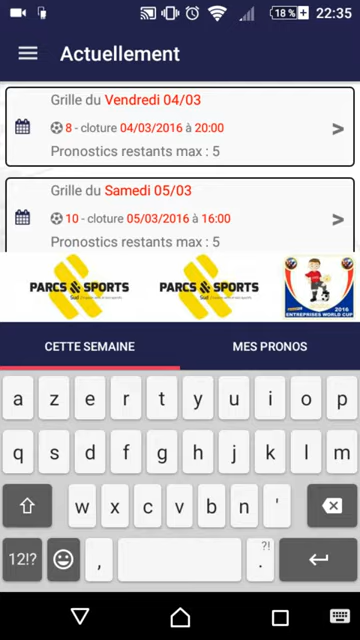 18 % 22:35
Actuellement
Grille du Vendredi 04/03
8 - cloture 04/03/2016 à 20:00
>
Pronostics restants max : 5
Grille du Samedi 05/03
10 - cloture 05/03/2016 à 16:00
>
Pronostics restants max : 5
PARCS & SPORTS PARCS & SPORTS
Sud Sud
2016
ENTREPRISES WORLD CUP
CETTE SEMAINE MES PRONOS
a z e r t y u i o p
q s d f g h j k l m
w x c v b n '
12!? , ?! .